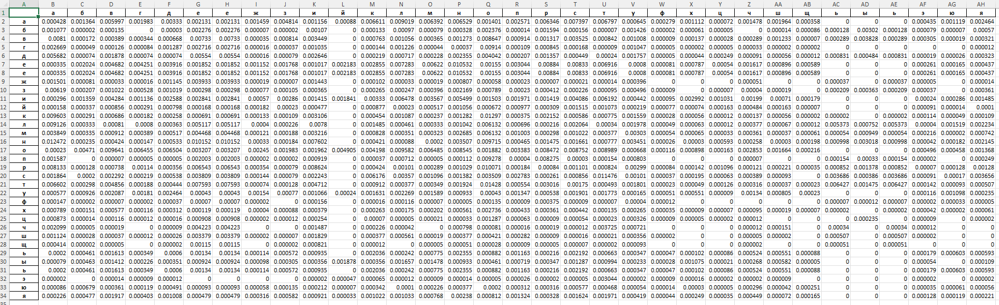 A B C D E F G H I J K L M N O P Q R S T U V W X Y Z AA AB AC AD AE AF AG AH
1 а б в г д е е ж з и й к л м н о п р с т у ф х ц ч ш щ ь ы ь э ю я
2 а 0.000428 0.001364 0.005997 0.001983 0.00333 0.002131 0.002131 0.001459 0.004814 0.001156 0.00088 0.006611 0.009019 0.006392 0.006529 0.001401 0.002571 0.006346 0.007397 0.006797 0.000645 0.000279 0.001112 0.000072 0.001478 0.001964 0.000358 0 0 0 0.000435 0.001119 0.002464
3 б 0.001077 0.000002 0.000135 0 0.00003 0.002276 0.002276 0.000007 0.000002 0.00107 0 0.000133 0.00097 0.000079 0.000328 0.002376 0.000014 0.001594 0.000156 0.000007 0.001426 0.000002 0.000061 0.000005 0 0.000014 0.000086 0.000128 0.00302 0.000128 0.000079 0.000007 0.00057
4 в 0.0081 0.000172 0.000389 0.000344 0.000668 0.00733 0.00733 0.000035 0.000814 0.003449 0 0.000763 0.001056 0.000365 0.001273 0.008647 0.000914 0.001317 0.003525 0.000842 0.001008 0.000009 0.000137 0.000028 0.000289 0.001233 0.000007 0.000289 0.003828 0.000289 0.000305 0.000019 0.000321
5 г 0.002669 0.000049 0.000126 0.000084 0.001287 0.002716 0.002716 0.000016 0.000037 0.001035 0 0.000144 0.001226 0.000044 0.00037 0.00914 0.000109 0.000845 0.000168 0.000009 0.001047 0.000005 0.000002 0.000005 0.000033 0.000002 0.000002 0 0 0 0 0 0.000012
6 д 0.005682 0.000074 0.001878 0.000074 0.000074 0.00554 0.00554 0.000016 0.000079 0.002646 0 0.000219 0.000717 0.000228 0.002355 0.004042 0.000207 0.001357 0.000449 0.00024 0.001757 0.000005 0.000044 0.000249 0.000091 0.000056 0.000012 0.000831 0.000484 0.000831 0.000019 0.000026 0.000323
7 е 0.000335 0.002024 0.004682 0.004251 0.003916 0.001852 0.001852 0.001152 0.001768 0.001017 0.002183 0.002855 0.007283 0.00622 0.010532 0.00155 0.003044 0.00884 0.00833 0.006916 0.0008 0.000081 0.000787 0.00054 0.001617 0.000896 0.000589 0 0 0 0.000261 0.000165 0.000437
8 е 0.000335 0.002024 0.004682 0.004251 0.003916 0.001852 0.001852 0.001152 0.001768 0.001017 0.002183 0.002855 0.007283 0.00622 0.010532 0.00155 0.003044 0.00884 0.00833 0.006916 0.0008 0.000081 0.000787 0.00054 0.001617 0.000896 0.000589 0 0 0 0.000261 0.000165 0.000437
9 ж 0.001501 0.000081 0.000033 0.000016 0.001145 0.003933 0.003933 0.000019 0.000007 0.001443 0 0.000102 0.000033 0.000019 0.000807 0.000058 0.000023 0.000007 0.000021 0.000014 0.000396 0 0 0 0.000051 0 0 0.000037 0 0.000037 0.000005 0 0.000014
10 з 0.00619 0.000207 0.001022 0.000528 0.001019 0.000298 0.000298 0.000077 0.000105 0.000365 0 0.000265 0.000247 0.000396 0.002169 0.000789 0.00023 0.000412 0.000226 0.000095 0.000496 0.000009 0 0.000007 0.00004 0.000019 0 0.000209 0.000363 0.000209 0.000037 0 0.000361
11 и 0.000296 0.001359 0.004284 0.001136 0.002588 0.002841 0.002841 0.00057 0.00286 0.001415 0.001841 0.00333 0.006478 0.003567 0.005499 0.001503 0.001971 0.001419 0.004086 0.006192 0.000442 0.000095 0.002992 0.001031 0.00199 0.00071 0.000179 0 0 0 0.00024 0.000286 0.001485
12 й 0.000158 0.000337 0.000856 0.000291 0.000798 0.000168 0.000168 0.000182 0.00023 0.000477 0 0.000877 0.00023 0.000517 0.001056 0.000672 0.000977 0.000309 0.001515 0.001073 0.000219 0.000077 0.000074 0.000163 0.000484 0.000163 0.000007 0 0 0 0.000091 0.000014 0.0001
13 к 0.009603 0.000291 0.000686 0.000182 0.000258 0.000691 0.000691 0.000133 0.000109 0.003106 0 0.000454 0.001087 0.000237 0.001282 0.01297 0.000375 0.002152 0.000586 0.000775 0.001559 0.000028 0.000056 0.000012 0.000137 0.000056 0.000002 0.000002 0 0.000002 0.000114 0.000049 0.000109
14 л 0.009126 0.000333 0.00081 0.0008 0.000363 0.005117 0.005117 0.0004 0.000226 0.0078 0 0.001485 0.000461 0.000333 0.001042 0.006132 0.000696 0.000216 0.002064 0.00034 0.001978 0.000049 0.000063 0.000012 0.000377 0.000067 0.000012 0.005373 0.000752 0.005373 0.00004 0.001519 0.002234
15 м 0.003849 0.000335 0.000912 0.000389 0.000517 0.004468 0.004468 0.000121 0.000188 0.003216 0 0.000828 0.000351 0.000323 0.002685 0.006132 0.001003 0.000298 0.001022 0.000377 0.00303 0.000054 0.000065 0.000033 0.000361 0.000037 0.000061 0.000054 0.000949 0.000054 0.000216 0.000002 0.000742
16 н 0.012472 0.000235 0.000424 0.000147 0.000533 0.010152 0.010152 0.00033 0.000184 0.007602 0 0.000421 0.000088 0.0002 0.003507 0.009715 0.000465 0.001475 0.001661 0.000777 0.003451 0.000026 0.00003 0.000593 0.000258 0.00003 0.000198 0.000998 0.003018 0.000998 0.000042 0.000182 0.002145
17 о 0.00023 0.00471 0.009641 0.006455 0.006504 0.003207 0.003207 0.00245 0.001983 0.001962 0.004905 0.004198 0.009582 0.006485 0.008545 0.001882 0.003383 0.008472 0.008752 0.008989 0.000668 0.000116 0.000898 0.000163 0.002853 0.001664 0.000216 0 0 0 0.000496 0.000458 0.001368
18 п 0.001587 0 0.000007 0.000005 0.000005 0.002003 0.002003 0.000002 0.000002 0.000919 0 0.000037 0.000712 0.000005 0.000112 0.009278 0.00004 0.008275 0.00003 0.000154 0.000803 0 0 0 0.000007 0 0 0.000154 0.00033 0.000154 0.000002 0 0.000249
19 р 0.008133 0.000128 0.000738 0.00114 0.000356 0.006543 0.006543 0.000354 0.000079 0.008624 0 0.000424 0.00101 0.000289 0.001029 0.010071 0.000184 0.00084 0.001101 0.000824 0.00299 0.000084 0.000142 0.001096 0.000121 0.000221 0.000035 0.000852 0.001378 0.000852 0.00007 0.000128 0.00128
20 с 0.001864 0.0002 0.002292 0.000219 0.000538 0.003809 0.003809 0.000144 0.000079 0.002243 0 0.006176 0.00357 0.001096 0.001382 0.003509 0.002783 0.000261 0.000856 0.011476 0.00101 0.000037 0.000195 0.000063 0.000389 0.000093 0 0.003686 0.000386 0.003686 0.000091 0.00017 0.003656
21 т 0.006602 0.000298 0.004856 0.000188 0.000444 0.007593 0.007593 0.000074 0.000128 0.004712 0 0.000912 0.000377 0.000349 0.001924 0.01428 0.000554 0.003016 0.00175 0.000493 0.001801 0.000023 0.000049 0.000126 0.000316 0.000037 0.000023 0.006427 0.001475 0.006427 0.000142 0.000093 0.000507
22 у 0.000577 0.000926 0.002087 0.00181 0.002464 0.00043 0.00043 0.00154 0.00077 0.001066 0.00024 0.001631 0.002269 0.001589 0.000933 0.00043 0.001347 0.000538 0.001901 0.001773 0.000165 0.000051 0.000551 0.000009 0.00134 0.000805 0.00023 0 0 0 0.000116 0.001098 0.000235
23 ф 0.000147 0.000002 0.000007 0.000002 0.000037 0.00007 0.00007 0.000002 0 0.000156 0 0.000016 0.000116 0.000007 0.000005 0.000135 0.000009 0.000375 0.000009 0.000007 0.00004 0.000012 0 0 0 0 0 0.000007 0.000012 0.000007 0.000002 0.000033 0.000005
24 х 0.000789 0.000151 0.000577 0.000116 0.000312 0.000119 0.000119 0.00004 0.000088 0.000379 0 0.000263 0.000175 0.000202 0.000561 0.002736 0.000433 0.000361 0.000442 0.000135 0.000265 0.000035 0.000009 0.000007 0.000095 0.000019 0.000007 0.000002 0 0.000002 0.000042 0.000002 0.000061
25 ц 0.000873 0.000014 0.000116 0.000012 0.000016 0.000908 0.000908 0.000002 0.000012 0.000254 0 0.00007 0.000005 0.000021 0.000033 0.001287 0.000063 0.000009 0.000054 0.000023 0.000326 0.000009 0.000005 0.000002 0.000012 0 0 0 0.000235 0 0.000009 0 0.000002
26 ч 0.002099 0.000005 0.000019 0 0.000009 0.004223 0.004223 0 0 0.001487 0 0.000226 0.000042 0 0.000798 0.000081 0.000016 0.000019 0.000012 0.003725 0.000721 0 0 0 0.000012 0.000151 0 0.00034 0 0.00034 0.000012 0 0
27 ш 0.001124 0.000028 0.000037 0.000012 0.000026 0.003379 0.003379 0.000002 0.000007 0.001829 0 0.000377 0.000561 0.000019 0.000377 0.000421 0.000282 0.000009 0.000016 0.000021 0.000356 0.000002 0 0 0.000005 0.000002 0 0.000507 0 0.000507 0.000002 0 0
28 щ 0.000414 0.000002 0.000005 0 0.000002 0.00115 0.00115 0 0.000002 0.000821 0 0.000012 0 0.000005 0.000051 0.000028 0.000009 0.000005 0.000007 0.000002 0.000093 0 0 0 0.000002 0 0 0.000051 0 0.000051 0 0 0
29 ь 0.0002 0.000461 0.001613 0.000349 0.0006 0.00134 0.00134 0.000114 0.000572 0.000935 0 0.002036 0.000242 0.000775 0.002355 0.000882 0.001163 0.000216 0.002192 0.000663 0.000347 0.000047 0.000102 0.000086 0.000524 0.000551 0.000088 0 0 0 0.000179 0.000603 0.000593
30 ы 0.000079 0.000463 0.001412 0.000226 0.000351 0.000924 0.000924 0.000098 0.000305 0.000356 0.001878 0.000356 0.001657 0.001478 0.000933 0.000461 0.000719 0.000347 0.001287 0.000994 0.000233 0.000028 0.001075 0.000021 0.000268 0.000582 0.000005 0 0 0 0.000054 0 0.000109
31 ь 0.0002 0.000461 0.001613 0.000349 0.0006 0.00134 0.00134 0.000114 0.000572 0.000935 0 0.002036 0.000242 0.000775 0.002355 0.000882 0.001163 0.000216 0.002192 0.000663 0.000347 0.000047 0.000102 0.000086 0.000524 0.000551 0.000088 0 0 0 0.000179 0.000603 0.000593
32 э 0.000002 0 0.000014 0.000009 0.000012 0 0 0 0 0.000002 0.000047 0.000065 0.000012 0.000009 0.000014 0.000005 0.000026 0.000002 0.000005 0.003044 0.000002 0.000009 0.000016 0.000002 0.000002 0.000009 0 0 0 0 0.000002 0 0.000002
33 ю 0.000086 0.000679 0.000361 0.000119 0.000491 0.000093 0.000093 0.000058 0.000135 0.000212 0.000007 0.000342 0.0001 0.000226 0.000377 0.0002 0.000312 0.000316 0.000577 0.000468 0.000054 0.000014 0.00003 0.000005 0.000296 0.000042 0.000251 0 0 0 0.000035 0.000061 0.000056
34 я 0.000226 0.000477 0.001917 0.000403 0.001008 0.000479 0.000479 0.000316 0.000582 0.000921 0.000033 0.001022 0.001033 0.000768 0.00238 0.000812 0.001324 0.000328 0.001624 0.001971 0.000419 0.000044 0.000249 0.000035 0.000449 0.000072 0.000165 0 0 0 0.000128 0.000119 0.000221